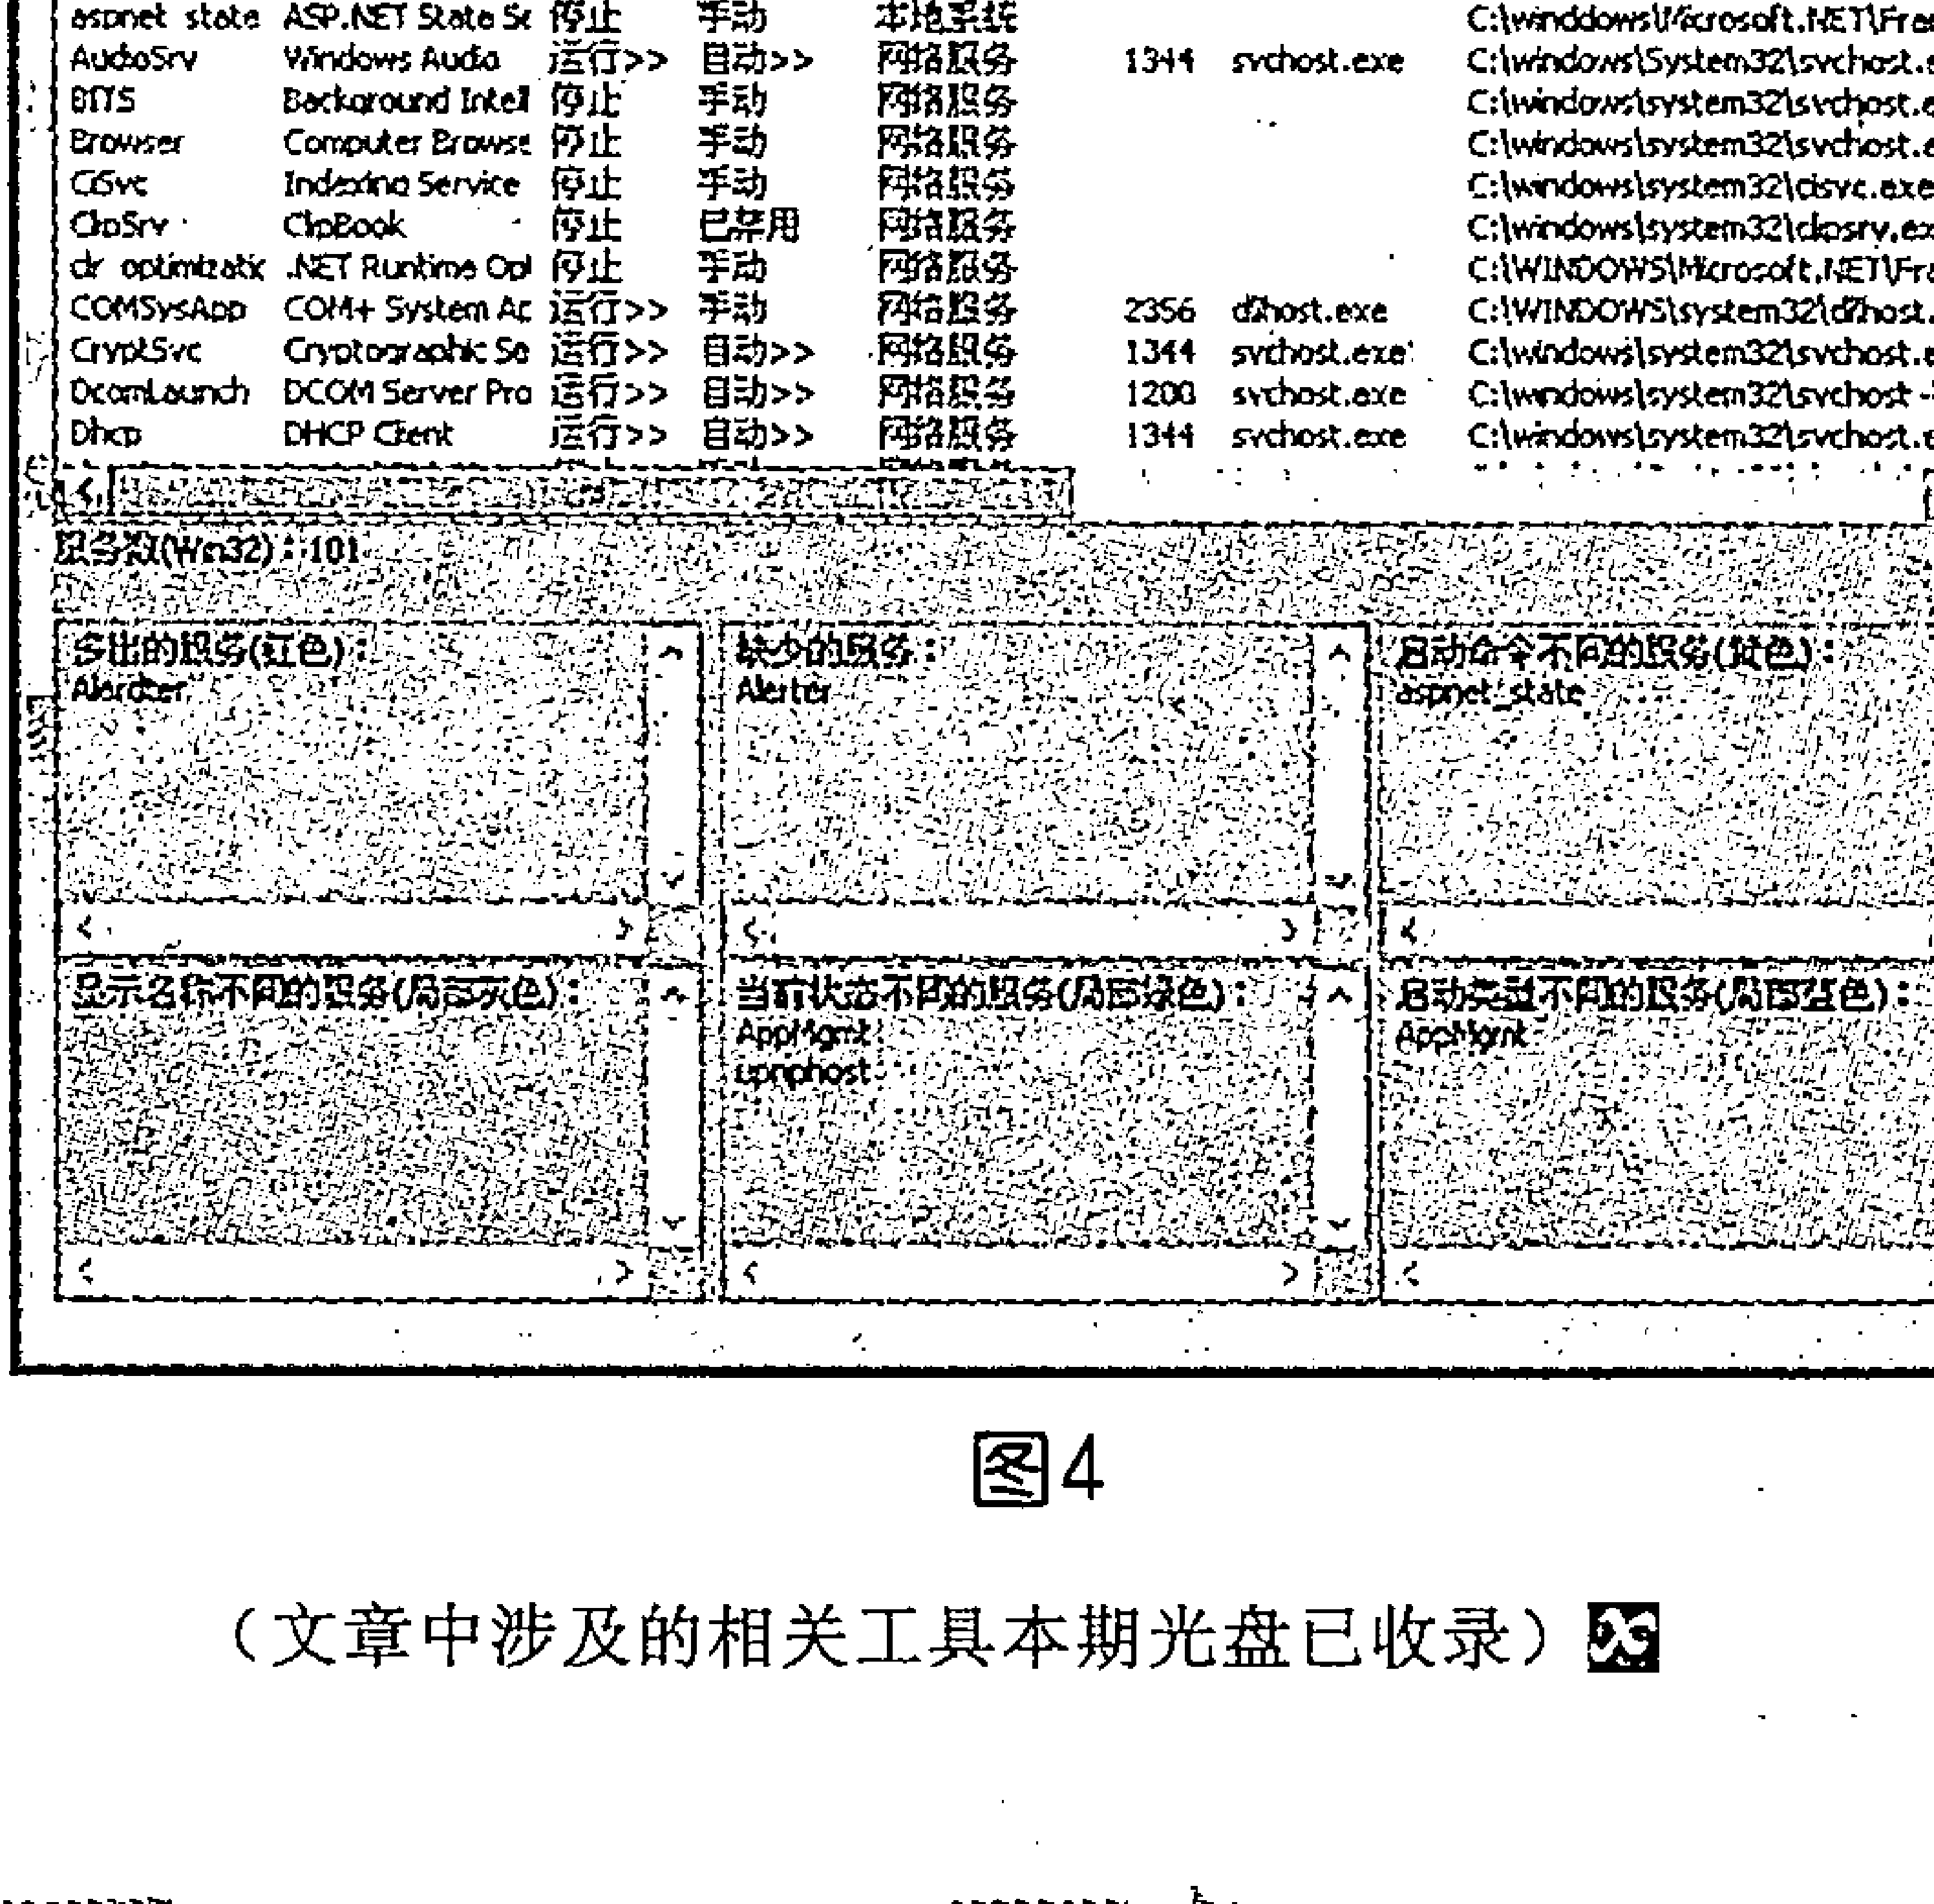 aspnet_state ASP.NET State Se 停止 手动 本地系统 C:\winddows\Microsoft.NET\Fra
AudioSrv Windows Audio 运行>> 自动>> 网络服务 1344 svchost.exe C:\windows\System32\svchost.e
BITS Background Intell 停止 手动 网络服务 C:\windows\system32\svchost.e
Browser Computer Browse 停止 手动 网络服务 C:\windows\system32\svchost.e
CiSvc Indexing Service 停止 手动 网络服务 C:\windows\system32\cisvc.exe
ClipSrv ClipBook 停止 已禁用 网络服务 C:\windows\system32\clipsrv.ex
clr_optimizatic .NET Runtime Opt 停止 手动 网络服务 C:\WINDOWS\Microsoft.NET\Fra
COMSysApp COM+ System Ap 运行>> 手动 网络服务 2356 dllhost.exe C:\WINDOWS\system32\dllhost.
CryptSvc Cryptographic Se 运行>> 自动>> 网络服务 1344 svchost.exe C:\windows\system32\svchost.e
DcomLaunch DCOM Server Pro 运行>> 自动>> 网络服务 1200 svchost.exe C:\windows\system32\svchost -
Dhcp DHCP Client 运行>> 自动>> 网络服务 1344 svchost.exe C:\windows\system32\svchost.e
服务数(Win32)：101
多出的服务(红色)： 缺少的服务： 启动命令不同的服务(黄色)：
Alerdter Alerter aspnet_state
显示名称不同的服务(局部灰色)： 当前状态不同的服务(局部绿色)： 启动类型不同的服务(局部蓝色)：
AppMgmt AppMgmt
upnphost
图4
（文章中涉及的相关工具本期光盘已收录）